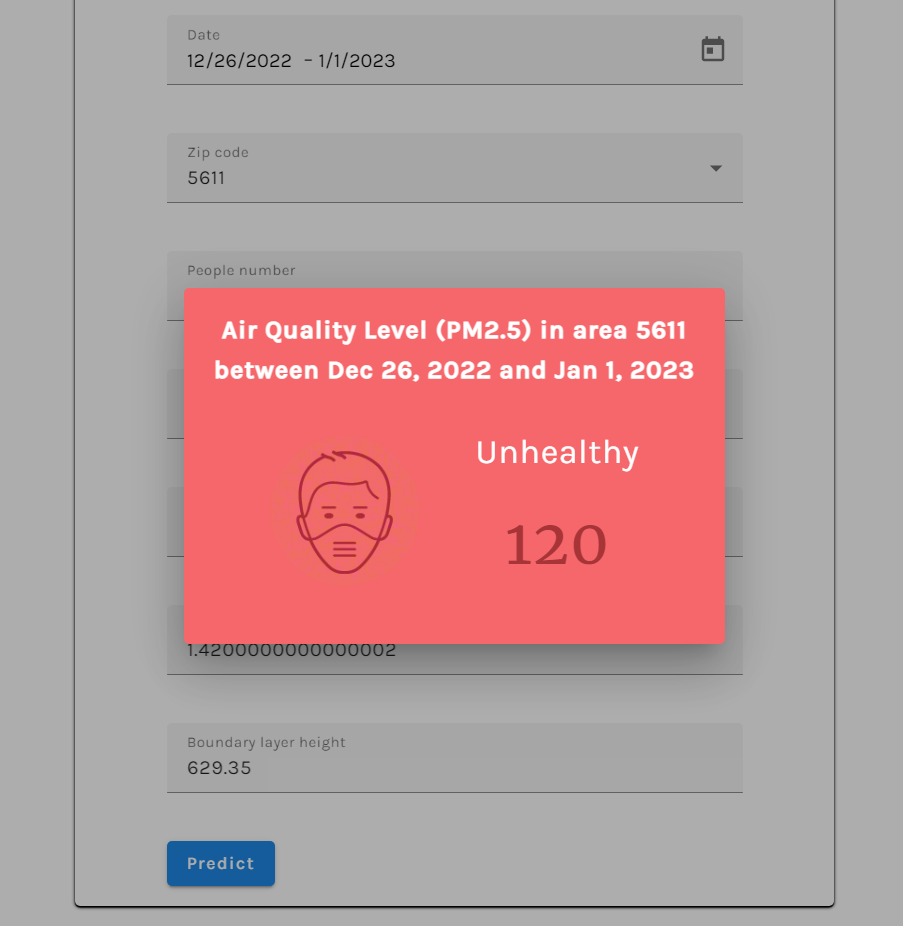 Date
12/26/2022 – 1/1/2023
Zip code
5611
People number
Air Quality Level (PM2.5) in area 5611
between Dec 26, 2022 and Jan 1, 2023
Unhealthy
120
1.4200000000000002
Boundary layer height
629.35
Predict